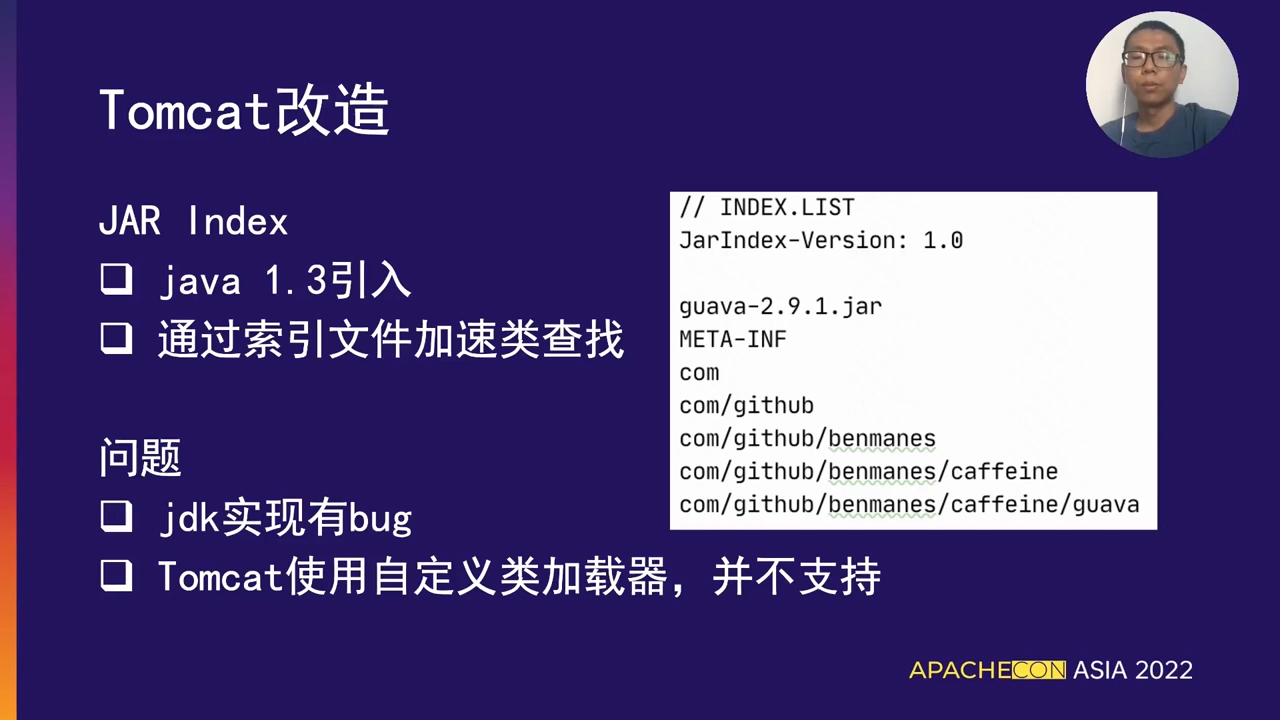 Tomcat改造
JAR Index
❑ java 1.3引入
❑ 通过索引文件加速类查找
问题
❑ jdk实现有bug
❑ Tomcat使用自定义类加载器，并不支持
// INDEX.LIST
JarIndex-Version: 1.0
guava-2.9.1.jar
META-INF
com
com/github
com/github/benmanes
com/github/benmanes/caffeine
com/github/benmanes/caffeine/guava
APACHECON ASIA 2022